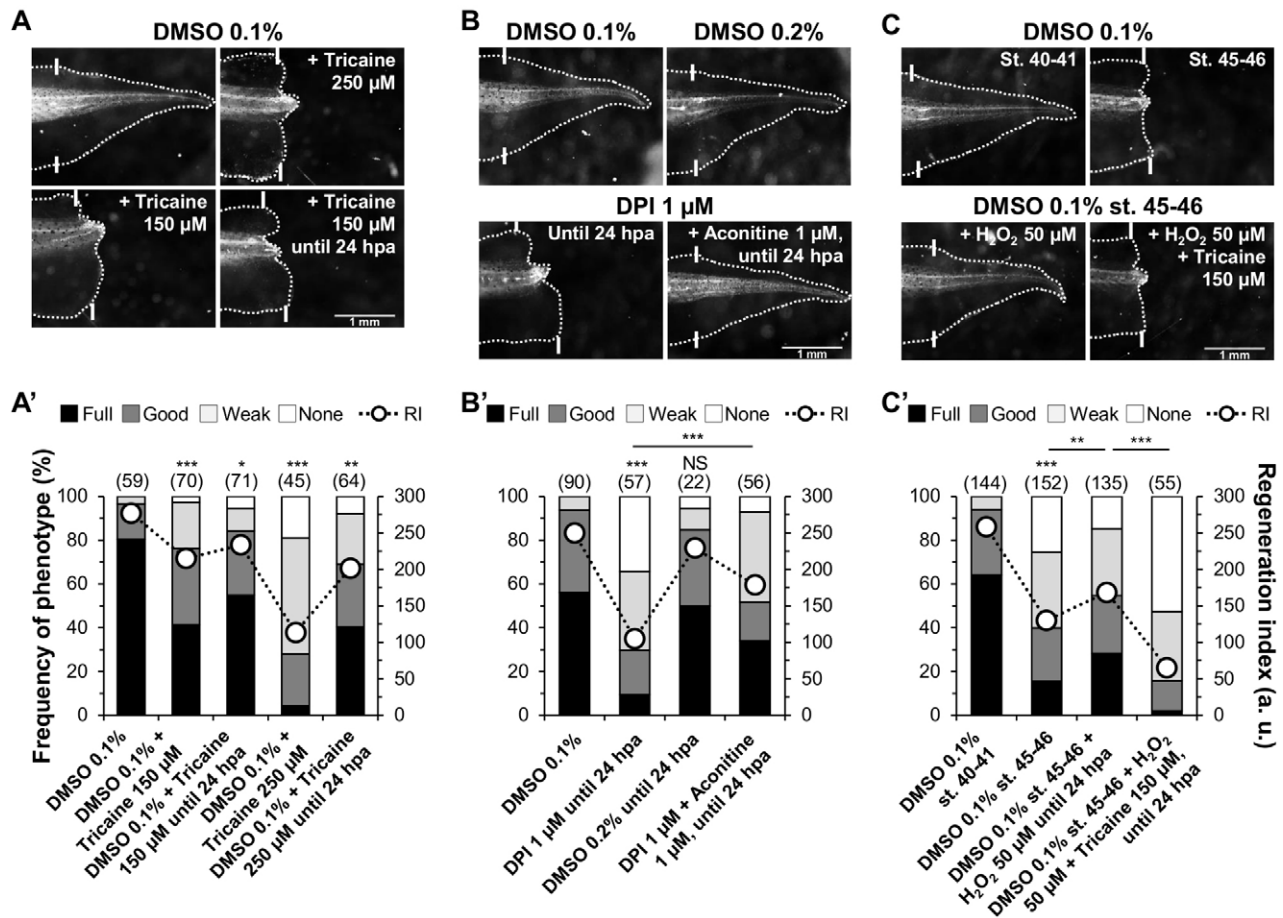 A
DMSO 0.1%
+ Tricaine
250 µM
+ Tricaine
150 µM
+ Tricaine
150 µM
until 24 hpa
1 mm
B
DMSO 0.1%
DMSO 0.2%
DPI 1 µM
Until 24 hpa
+ Aconitine 1 µM,
until 24 hpa
1 mm
C
DMSO 0.1%
St. 40-41
St. 45-46
DMSO 0.1% st. 45-46
+ H₂O₂ 50 µM
+ H₂O₂ 50 µM
+ Tricaine
150 µM
1 mm
A'
Full Good Weak None RI
*** * *** **
(59) (70) (71) (45) (64)
Frequency of phenotype (%)
100
80
60
40
20
0
300
250
200
150
100
50
0
DMSO 0.1%
DMSO 0.1% +
Tricaine 150 µM
DMSO 0.1% + Tricaine
150 µM until 24 hpa
DMSO 0.1% +
Tricaine 250 µM
DMSO 0.1% + Tricaine
250 µM until 24 hpa
B'
Full Good Weak None RI
***
*** NS
(90) (57) (22) (56)
100
80
60
40
20
0
300
250
200
150
100
50
0
DMSO 0.1%
DPI 1 µM until 24 hpa
DMSO 0.2% until 24 hpa
DPI 1 µM + Aconitine
1 µM, until 24 hpa
C'
Full Good Weak None RI
** ***
***
(144) (152) (135) (55)
100
80
60
40
20
0
300
250
200
150
100
50
0
Regeneration index (a. u.)
DMSO 0.1%
st. 40-41
DMSO 0.1% st. 45-46
DMSO 0.1% st. 45-46 +
H₂O₂ 50 µM until 24 hpa
DMSO 0.1% st. 45-46 + H₂O₂
50 µM + Tricaine 150 µM,
until 24 hpa